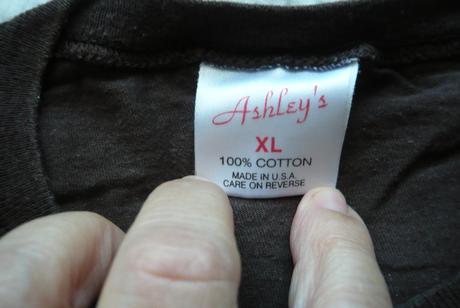 Ashley's
XL
100% COTTON
MADE IN U.S.A.
CARE ON REVERSE